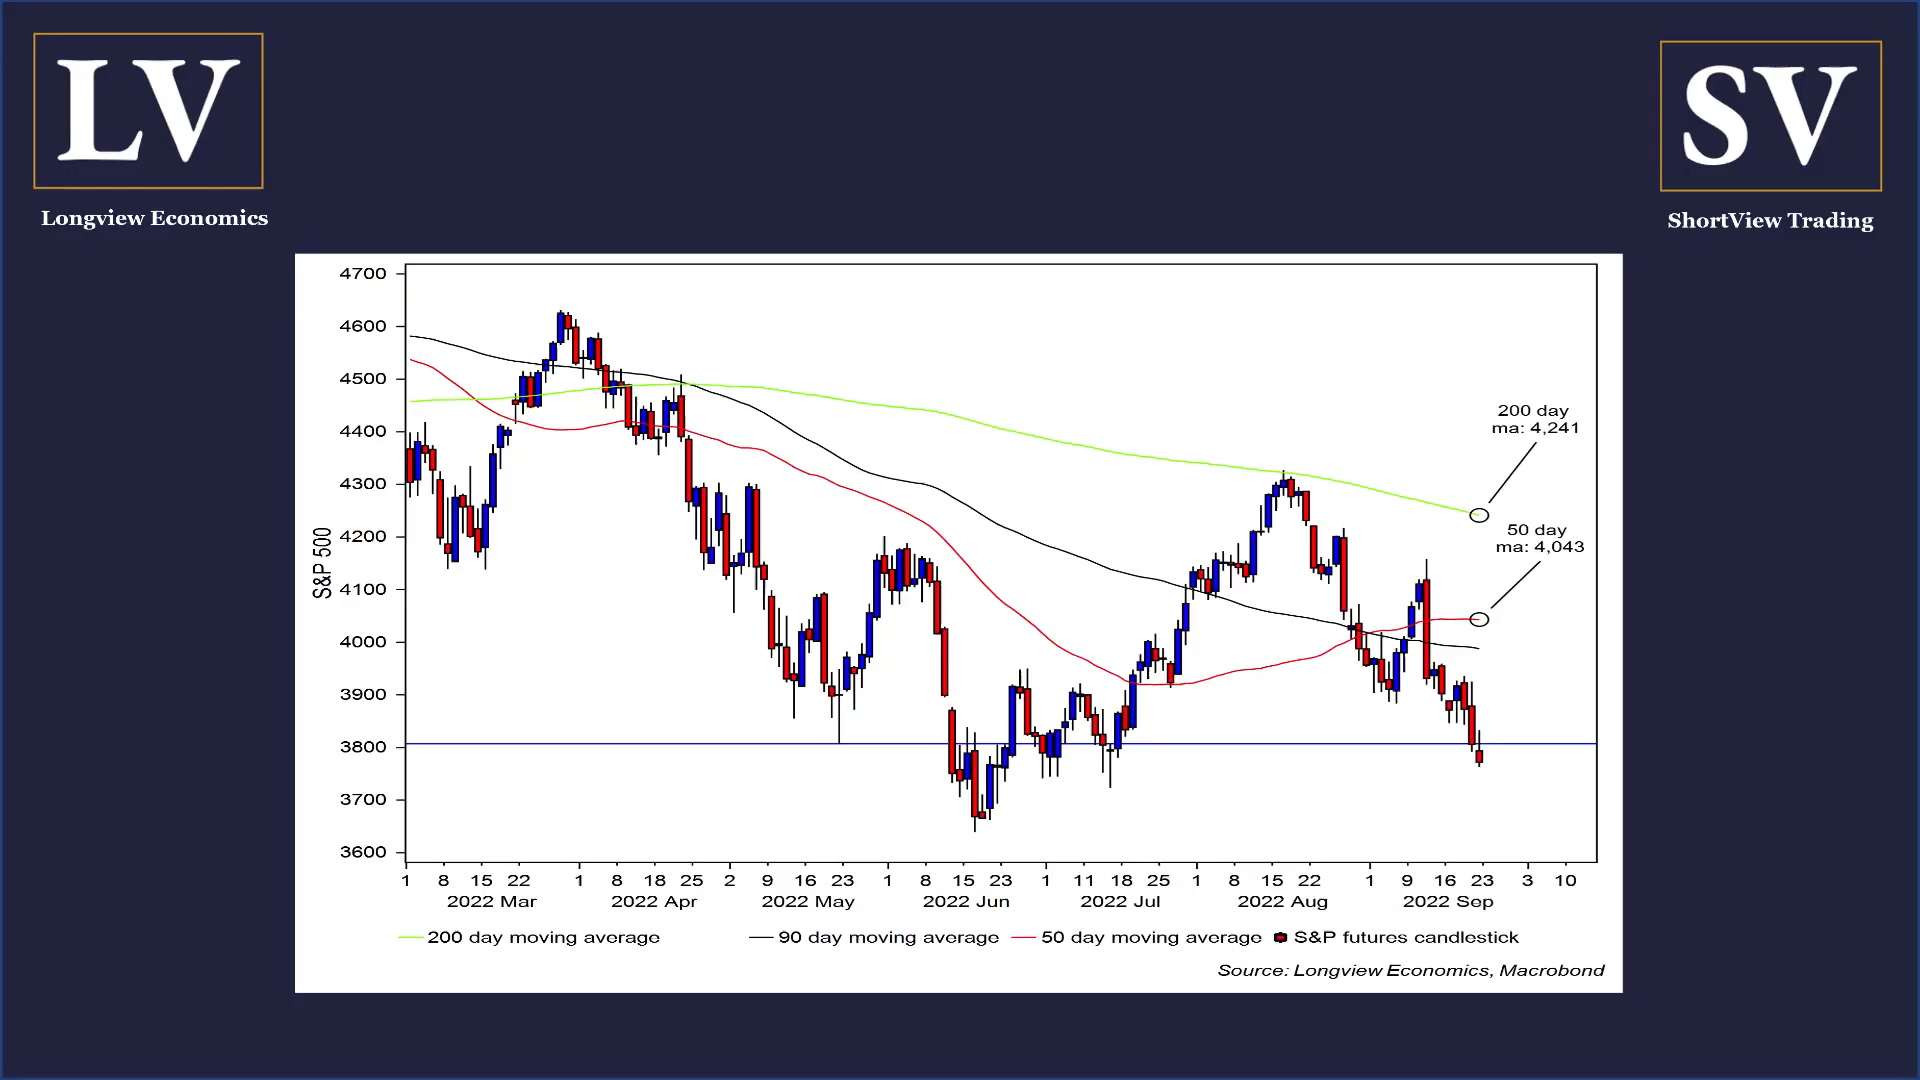 LV
Longview Economics
SV
ShortView Trading
4700
4600
4500
4400
4300
4200
4100
4000
3900
3800
3700
3600
S&P 500
200 day
ma: 4,241
50 day
ma: 4,043
1 8 15 22 1 8 18 25 2 9 16 23 1 8 15 23 1 11 18 25 1 8 15 22 1 9 16 23 3 10
2022 Mar 2022 Apr 2022 May 2022 Jun 2022 Jul 2022 Aug 2022 Sep
200 day moving average 90 day moving average 50 day moving average S&P futures candlestick
Source: Longview Economics, Macrobond